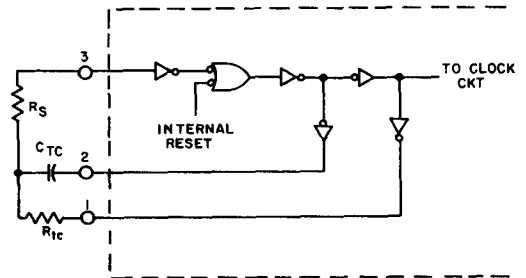 3
TO CLOCK
CKT
R_S
INTERNAL
RESET
C_TC
2
1
R_tc